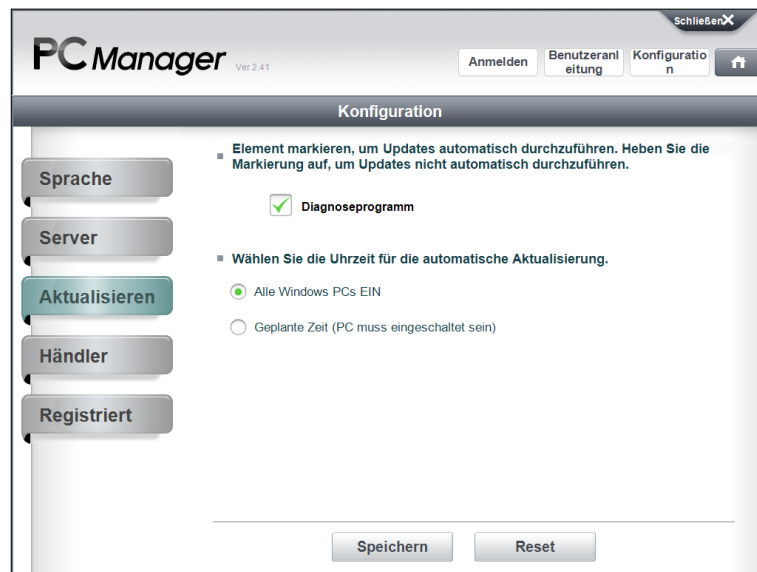 Schließen X
PC Manager Ver 2.41
Anmelden
Benutzeranl
eitung
Konfiguratio
n
Konfiguration
Sprache
Server
Aktualisieren
Händler
Registriert
Element markieren, um Updates automatisch durchzuführen. Heben Sie die
Markierung auf, um Updates nicht automatisch durchzuführen.
Diagnoseprogramm
Wählen Sie die Uhrzeit für die automatische Aktualisierung.
Alle Windows PCs EIN
Geplante Zeit (PC muss eingeschaltet sein)
Speichern
Reset